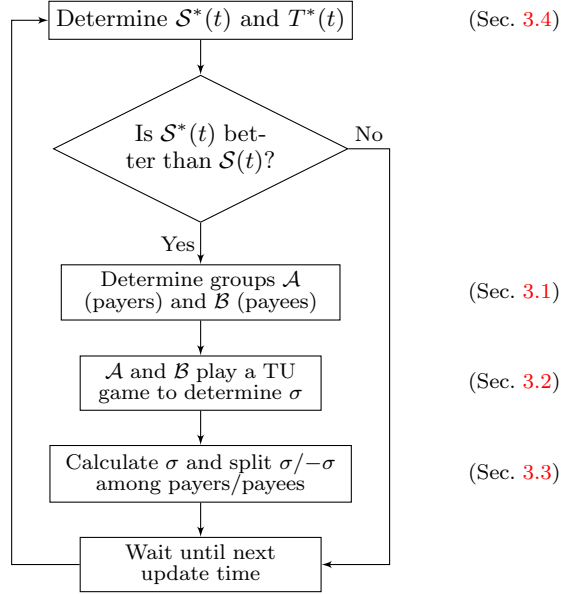 Determine 𝒮*(t) and T*(t) (Sec. 3.4)
Is 𝒮*(t) bet-
ter than 𝒮(t)?
No
Yes
Determine groups 𝒜
(payers) and ℬ (payees)
(Sec. 3.1)
𝒜 and ℬ play a TU
game to determine σ
(Sec. 3.2)
Calculate σ and split σ/−σ
among payers/payees
(Sec. 3.3)
Wait until next
update time